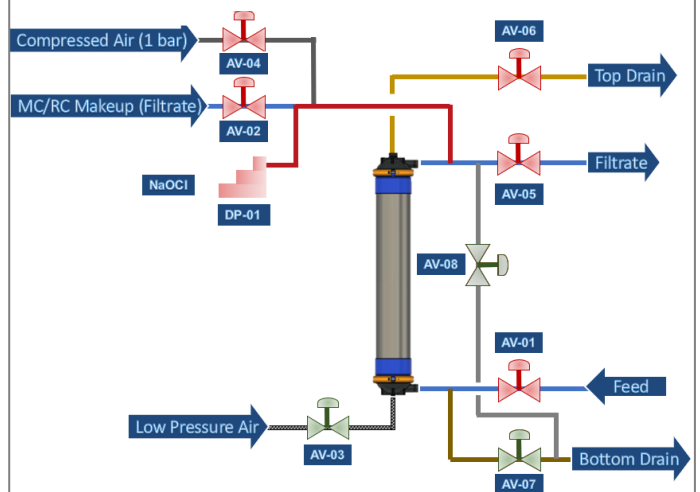 AV-06
Compressed Air (1 bar)
AV-04
Top Drain
MC/RC Makeup (Filtrate)
AV-02
Filtrate
NaOCI
AV-05
DP-01
AV-08
AV-01
Feed
Low Pressure Air
AV-03
Bottom Drain
AV-07